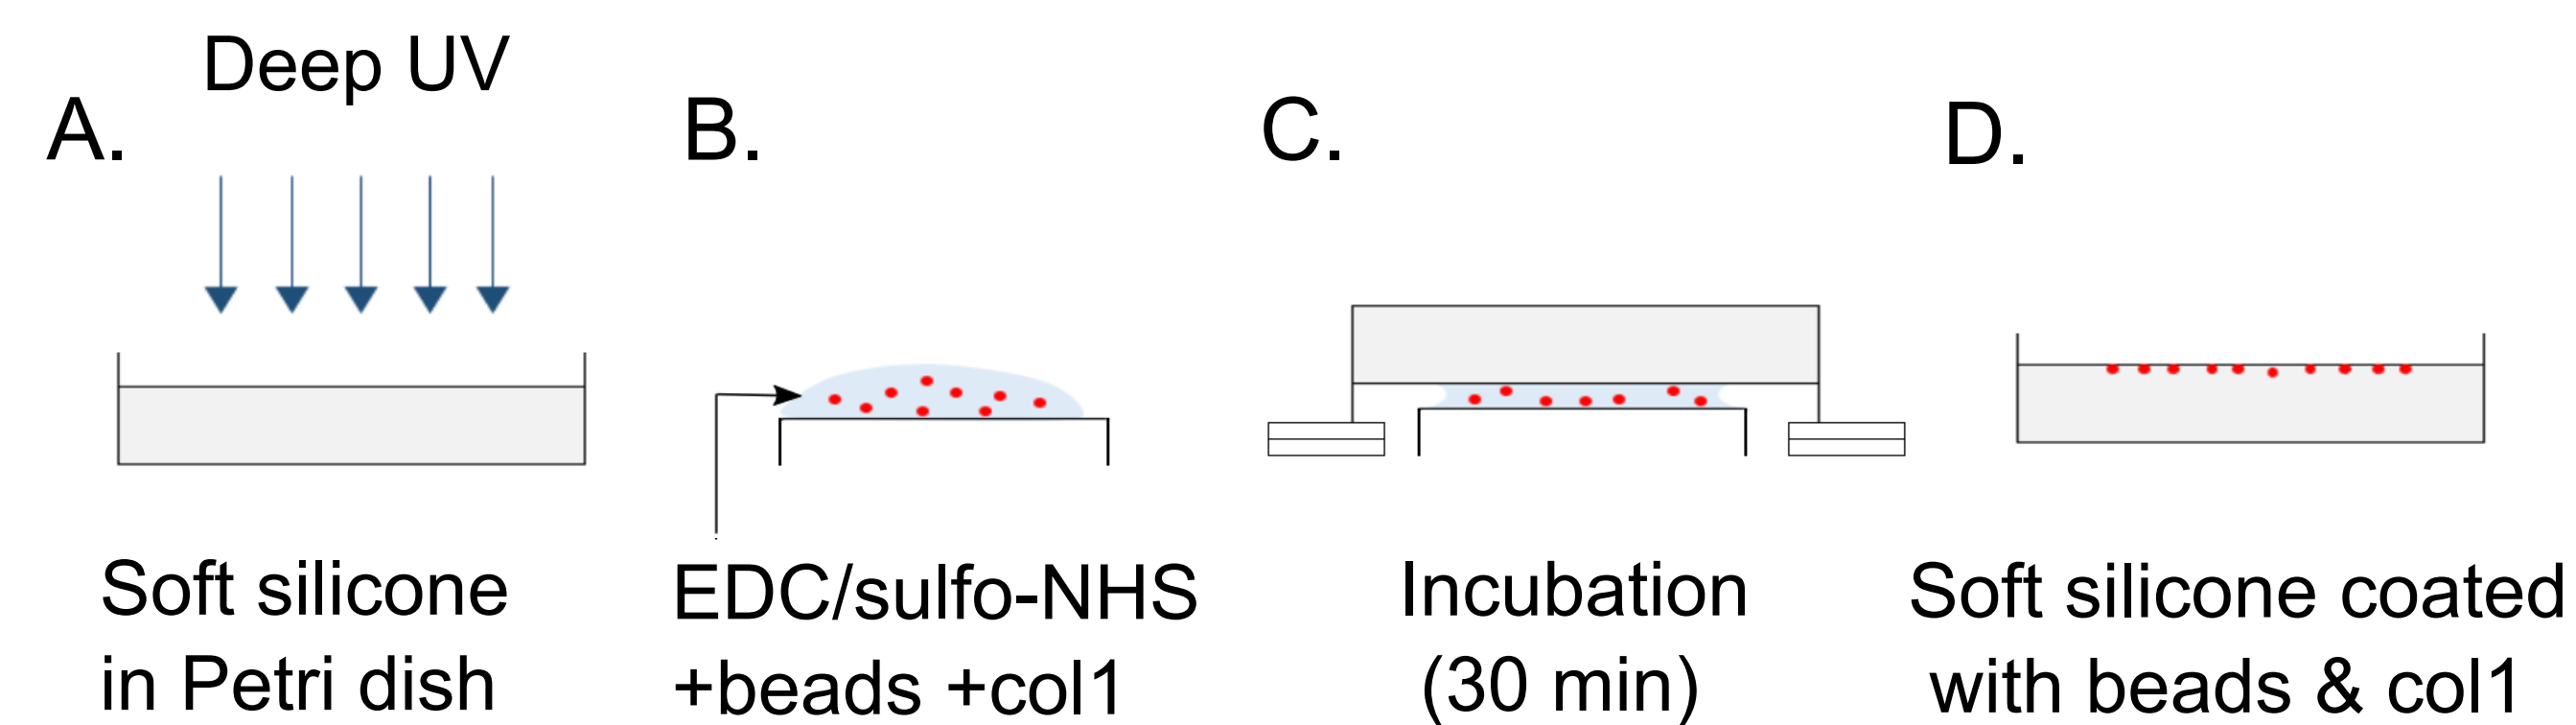 Deep UV
A.
Soft silicone
in Petri dish
B.
EDC/sulfo-NHS
+beads +col1
C.
Incubation
(30 min)
D.
Soft silicone coated
with beads & col1